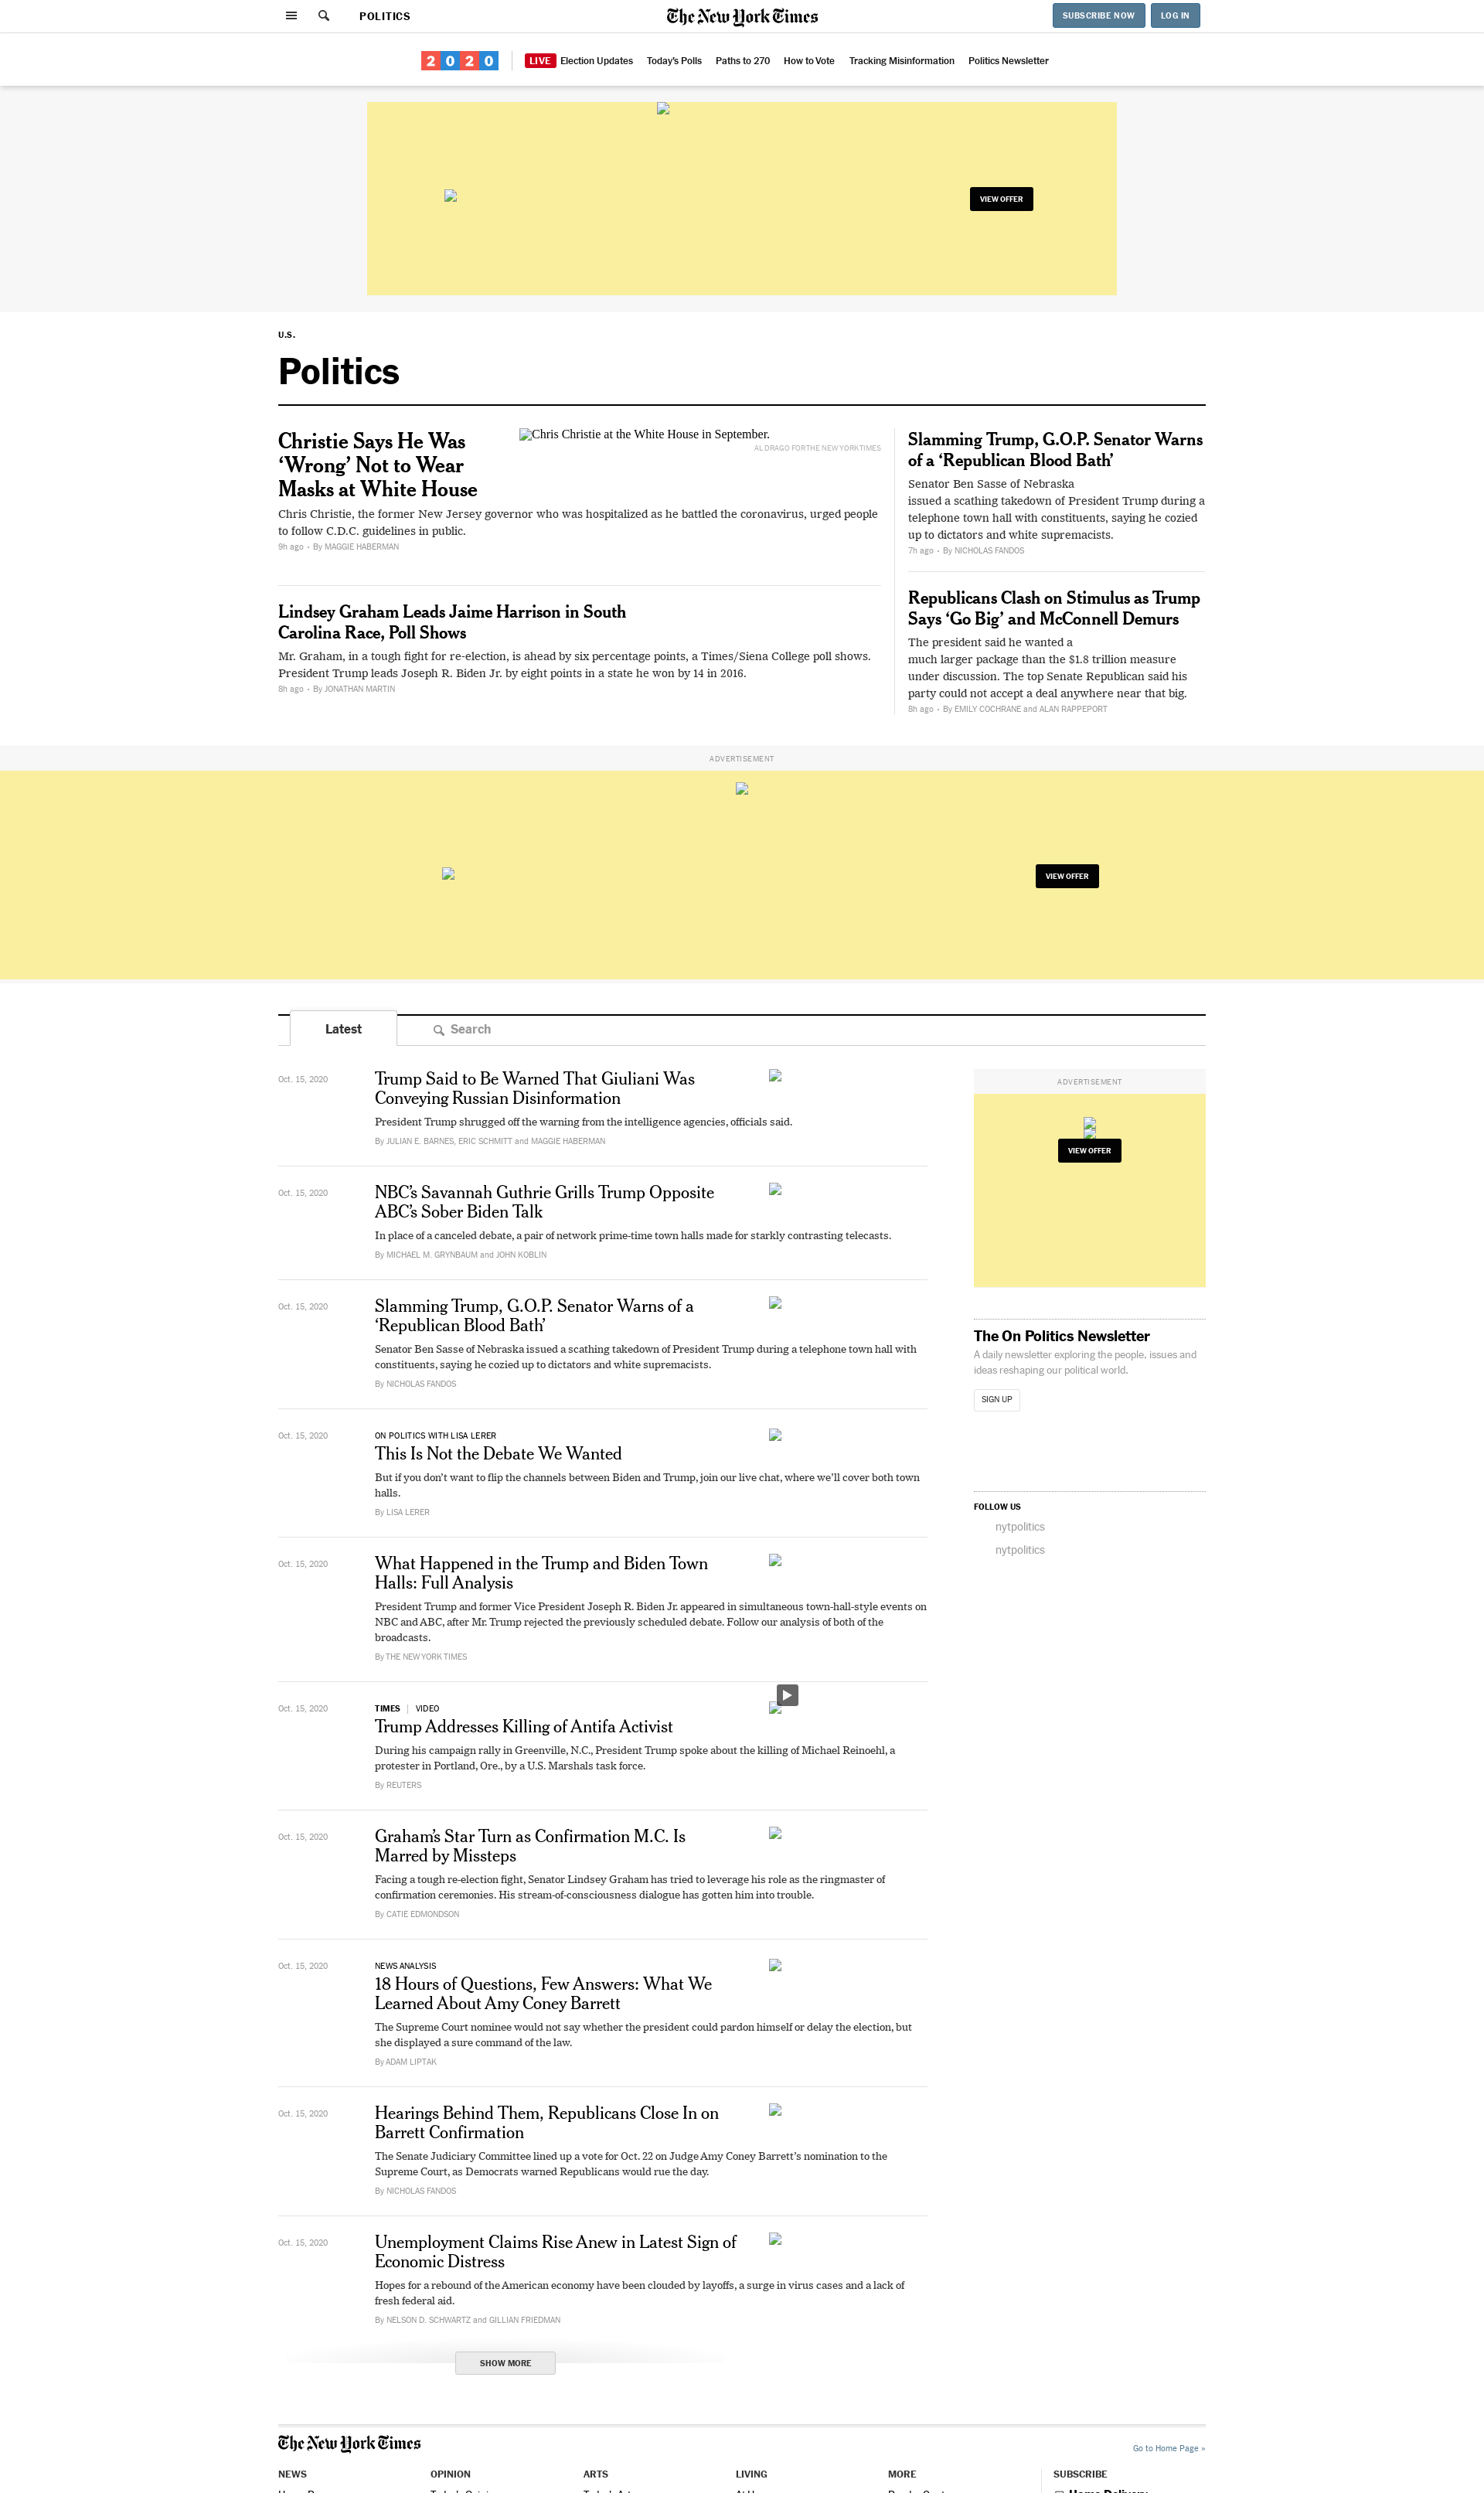 POLITICS
The New York Times
SUBSCRIBE NOW
LOG IN
2020
LIVE Election Updates
Today's Polls
Paths to 270
How to Vote
Tracking Misinformation
Politics Newsletter
VIEW OFFER
U.S.
Politics
Christie Says He Was
‘Wrong’ Not to Wear
Masks at White House
Chris Christie at the White House in September.
AL DRAGO FOR THE NEW YORK TIMES
Chris Christie, the former New Jersey governor who was hospitalized as he battled the coronavirus, urged people
to follow C.D.C. guidelines in public.
9h ago • By MAGGIE HABERMAN
Lindsey Graham Leads Jaime Harrison in South
Carolina Race, Poll Shows
Mr. Graham, in a tough fight for re-election, is ahead by six percentage points, a Times/Siena College poll shows.
President Trump leads Joseph R. Biden Jr. by eight points in a state he won by 14 in 2016.
8h ago • By JONATHAN MARTIN
Slamming Trump, G.O.P. Senator Warns
of a ‘Republican Blood Bath’
Senator Ben Sasse of Nebraska
issued a scathing takedown of President Trump during a
telephone town hall with constituents, saying he cozied
up to dictators and white supremacists.
7h ago • By NICHOLAS FANDOS
Republicans Clash on Stimulus as Trump
Says ‘Go Big’ and McConnell Demurs
The president said he wanted a
much larger package than the $1.8 trillion measure
under discussion. The top Senate Republican said his
party could not accept a deal anywhere near that big.
8h ago • By EMILY COCHRANE and ALAN RAPPEPORT
ADVERTISEMENT
VIEW OFFER
Latest
Search
Oct. 15, 2020
Trump Said to Be Warned That Giuliani Was
Conveying Russian Disinformation
President Trump shrugged off the warning from the intelligence agencies, officials said.
By JULIAN E. BARNES, ERIC SCHMITT and MAGGIE HABERMAN
Oct. 15, 2020
NBC’s Savannah Guthrie Grills Trump Opposite
ABC’s Sober Biden Talk
In place of a canceled debate, a pair of network prime-time town halls made for starkly contrasting telecasts.
By MICHAEL M. GRYNBAUM and JOHN KOBLIN
Oct. 15, 2020
Slamming Trump, G.O.P. Senator Warns of a
‘Republican Blood Bath’
Senator Ben Sasse of Nebraska issued a scathing takedown of President Trump during a telephone town hall with
constituents, saying he cozied up to dictators and white supremacists.
By NICHOLAS FANDOS
Oct. 15, 2020
ON POLITICS WITH LISA LERER
This Is Not the Debate We Wanted
But if you don’t want to flip the channels between Biden and Trump, join our live chat, where we’ll cover both town
halls.
By LISA LERER
Oct. 15, 2020
What Happened in the Trump and Biden Town
Halls: Full Analysis
President Trump and former Vice President Joseph R. Biden Jr. appeared in simultaneous town-hall-style events on
NBC and ABC, after Mr. Trump rejected the previously scheduled debate. Follow our analysis of both of the
broadcasts.
By THE NEW YORK TIMES
Oct. 15, 2020
TIMES | VIDEO
Trump Addresses Killing of Antifa Activist
During his campaign rally in Greenville, N.C., President Trump spoke about the killing of Michael Reinoehl, a
protester in Portland, Ore., by a U.S. Marshals task force.
By REUTERS
Oct. 15, 2020
Graham’s Star Turn as Confirmation M.C. Is
Marred by Missteps
Facing a tough re-election fight, Senator Lindsey Graham has tried to leverage his role as the ringmaster of
confirmation ceremonies. His stream-of-consciousness dialogue has gotten him into trouble.
By CATIE EDMONDSON
Oct. 15, 2020
NEWS ANALYSIS
18 Hours of Questions, Few Answers: What We
Learned About Amy Coney Barrett
The Supreme Court nominee would not say whether the president could pardon himself or delay the election, but
she displayed a sure command of the law.
By ADAM LIPTAK
Oct. 15, 2020
Hearings Behind Them, Republicans Close In on
Barrett Confirmation
The Senate Judiciary Committee lined up a vote for Oct. 22 on Judge Amy Coney Barrett’s nomination to the
Supreme Court, as Democrats warned Republicans would rue the day.
By NICHOLAS FANDOS
Oct. 15, 2020
Unemployment Claims Rise Anew in Latest Sign of
Economic Distress
Hopes for a rebound of the American economy have been clouded by layoffs, a surge in virus cases and a lack of
fresh federal aid.
By NELSON D. SCHWARTZ and GILLIAN FRIEDMAN
SHOW MORE
ADVERTISEMENT
VIEW OFFER
The On Politics Newsletter
A daily newsletter exploring the people, issues and
ideas reshaping our political world.
SIGN UP
FOLLOW US
nytpolitics
nytpolitics
The New York Times
Go to Home Page »
NEWS
OPINION
ARTS
LIVING
MORE
SUBSCRIBE